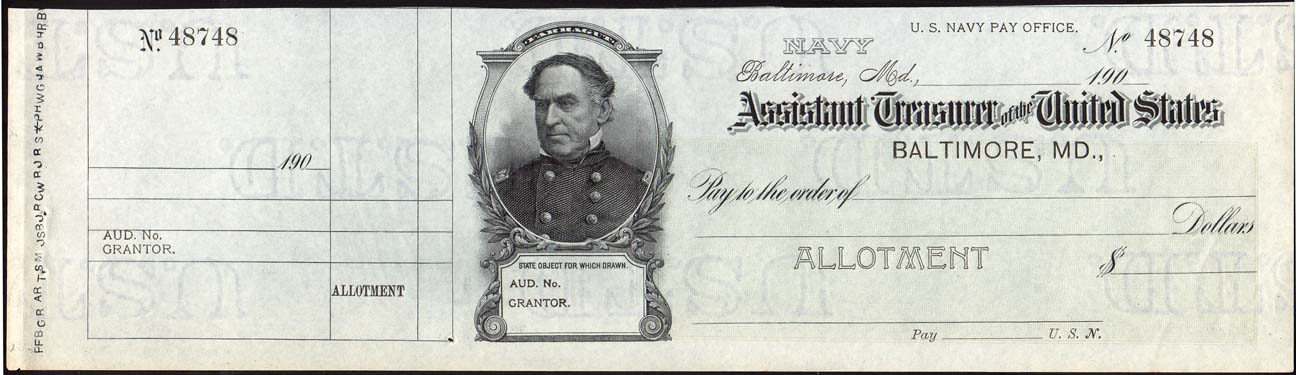 Nº 48748
190
AUD. No.
GRANTOR.
ALLOTMENT
FARRAGUT
STATE OBJECT FOR WHICH DRAWN.
AUD. No.
GRANTOR.
U. S. NAVY PAY OFFICE.
NAVY
Nº 48748
Baltimore, Md., 190
Assistant Treasurer of the United States
BALTIMORE, MD.,
Pay to the order of
Dollars
ALLOTMENT $
Pay U. S. N.